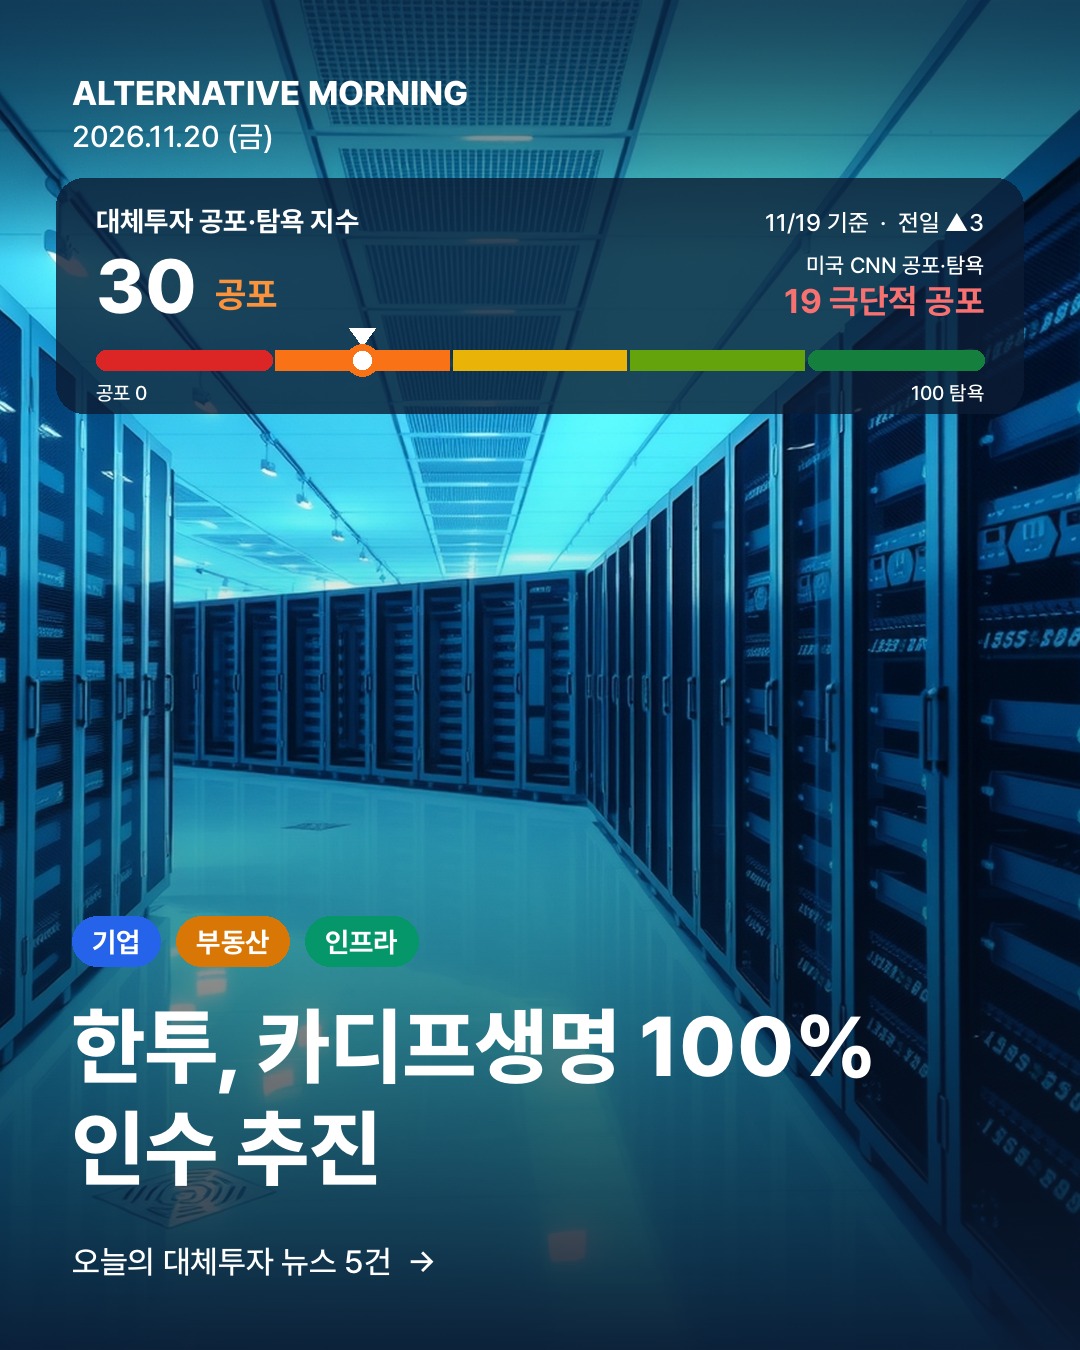 ALTERNATIVE MORNING
2026.11.20 (금)
대체투자 공포·탐욕 지수
11/19 기준 · 전일 ▲3
30 공포
미국 CNN 공포·탐욕
19 극단적 공포
공포 0
100 탐욕
기업
부동산
인프라
한투, 카디프생명 100%
인수 추진
오늘의 대체투자 뉴스 5건 →